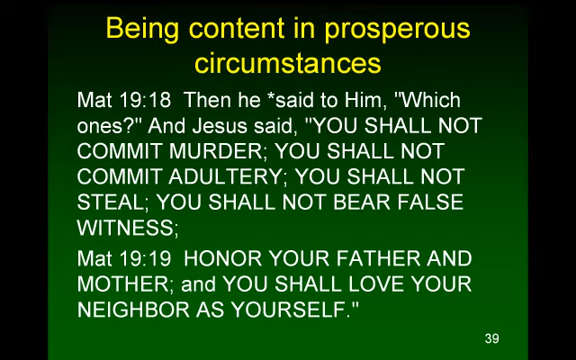 Being content in prosperous
circumstances
Mat 19:18  Then he *said to Him, "Which
ones?" And Jesus said, "YOU SHALL NOT
COMMIT MURDER; YOU SHALL NOT
COMMIT ADULTERY; YOU SHALL NOT
STEAL; YOU SHALL NOT BEAR FALSE
WITNESS;
Mat 19:19  HONOR YOUR FATHER AND
MOTHER; and YOU SHALL LOVE YOUR
NEIGHBOR AS YOURSELF."
39